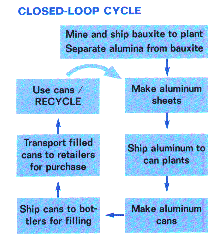 CLOSED-LOOP CYCLE
Mine and ship bauxite to plant
Separate alumina from bauxite
Use cans /
RECYCLE
Make aluminum
sheets
Transport filled
cans to retailers
for purchase
Ship aluminum to
can plants
Ship cans to bot-
tlers for filling
Make aluminum
cans